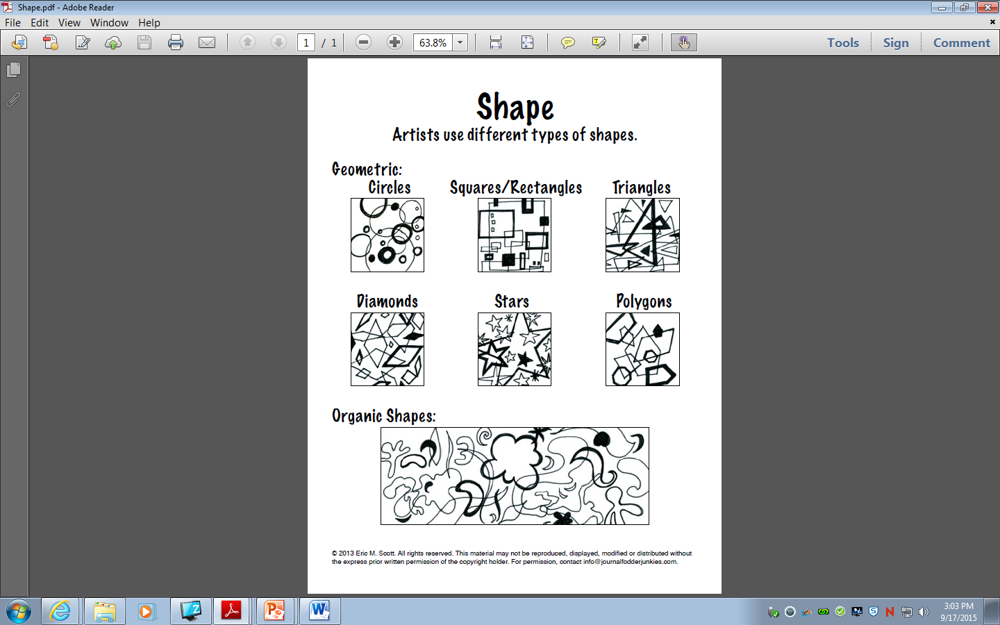 Shape.pdf - Adobe Reader
File Edit View Window Help
1 / 1 63.8% Tools Sign Comment
Shape
Artists use different types of shapes.
Geometric:
Circles Squares/Rectangles Triangles
Diamonds Stars Polygons
Organic Shapes:
© 2013 Eric M. Scott. All rights reserved. This material may not be reproduced, displayed, modified or distributed without
the express prior written permission of the copyright holder. For permission, contact info@journalfodderjunkies.com.
3:03 PM
9/17/2015